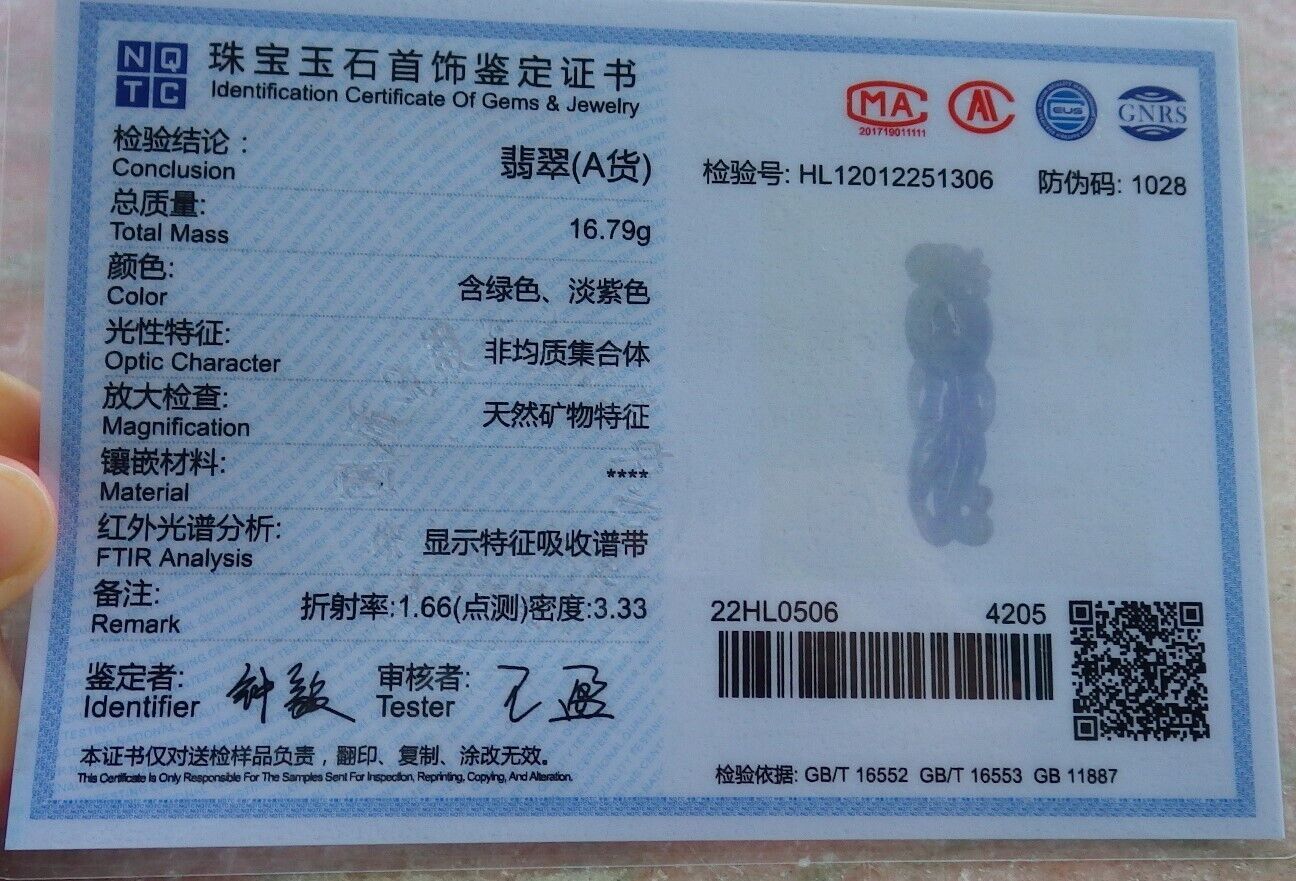 NQ
TC
珠宝玉石首饰鉴定证书
Identification Certificate Of Gems & Jewelry
检验结论：
Conclusion
翡翠(A货)
总质量:
Total Mass
16.79g
颜色:
Color
含绿色、淡紫色
光性特征:
Optic Character
非均质集合体
放大检查:
Magnification
天然矿物特征
镶嵌材料:
Material
****
红外光谱分析:
FTIR Analysis
显示特征吸收谱带
备注:
Remark
折射率:1.66(点测)密度:3.33
鉴定者:
Identifier
钟敏
审核者:
Tester
王盈
本证书仅对送检样品负责，翻印、复制、涂改无效。
This Certificate Is Only Responsible For The Samples Sent For Inspection, Reprinting, Copying, And Alteration.
MA
201719011111
GNRS
检验号: HL12012251306
防伪码: 1028
22HL0506
4205
检验依据: GB/T 16552 GB/T 16553 GB 11887